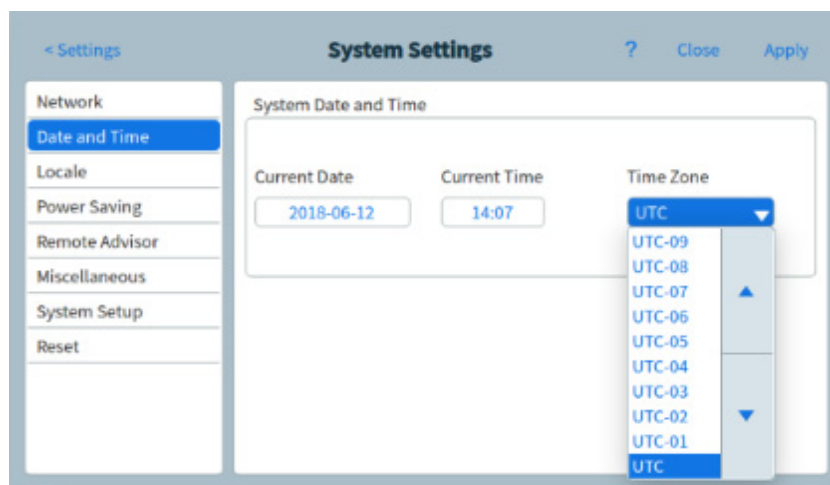 < Settings System Settings ? Close Apply
Network
Date and Time
Locale
Power Saving
Remote Advisor
Miscellaneous
System Setup
Reset
System Date and Time
Current Date Current Time Time Zone
2018-06-12 14:07 UTC
UTC-09
UTC-08
UTC-07
UTC-06
UTC-05
UTC-04
UTC-03
UTC-02
UTC-01
UTC